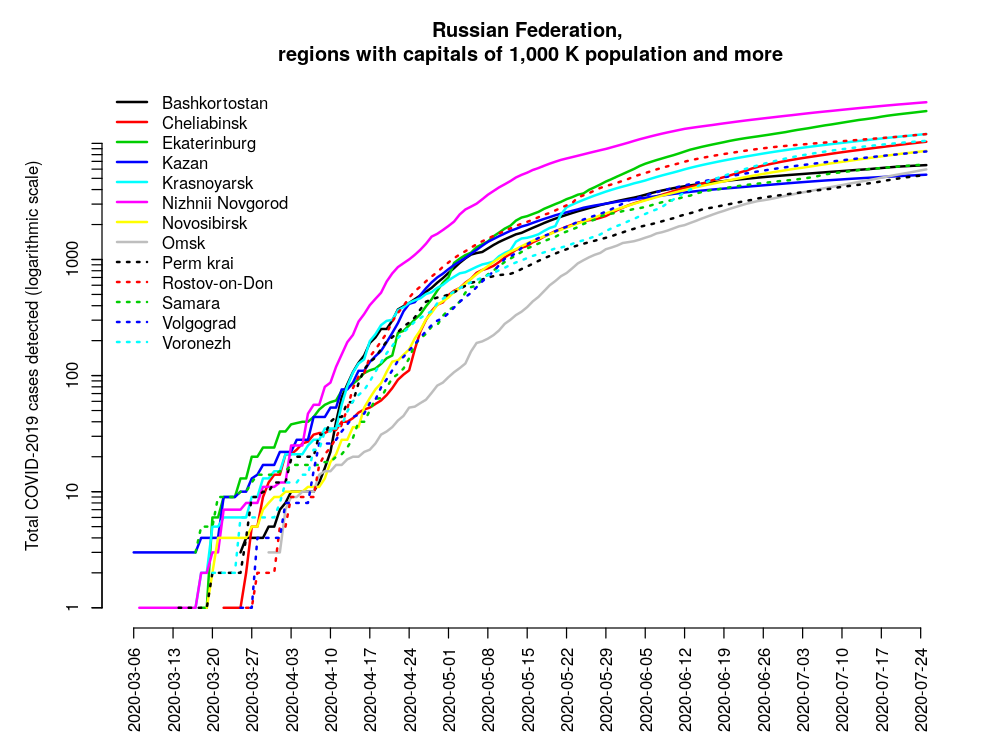 Russian Federation,
regions with capitals of 1,000 K population and more
Total COVID-2019 cases detected (logarithmic scale)
Bashkortostan
Cheliabinsk
Ekaterinburg
Kazan
Krasnoyarsk
Nizhnii Novgorod
Novosibirsk
Omsk
Perm krai
Rostov-on-Don
Samara
Volgograd
Voronezh
1000
100
10
1
2020-03-06
2020-03-13
2020-03-20
2020-03-27
2020-04-03
2020-04-10
2020-04-17
2020-04-24
2020-05-01
2020-05-08
2020-05-15
2020-05-22
2020-05-29
2020-06-05
2020-06-12
2020-06-19
2020-06-26
2020-07-03
2020-07-10
2020-07-17
2020-07-24